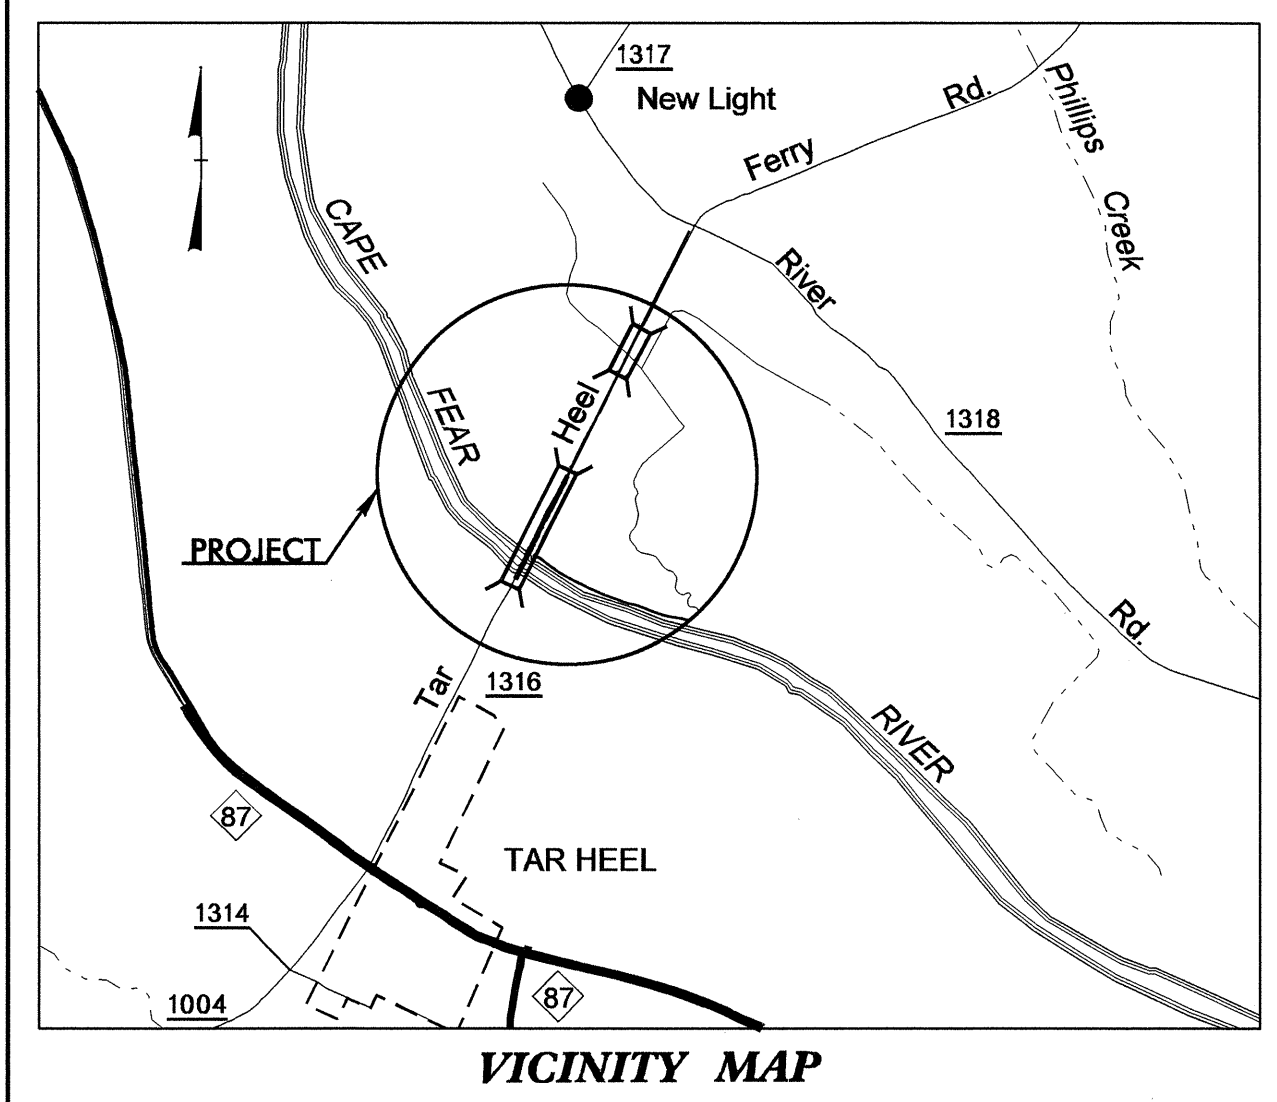 1317
New Light
Ferry Rd.
Phillips Creek
CAPE FEAR RIVER
River Rd.
1318
Tar Heel
PROJECT
1316
87
TAR HEEL
1314
87
1004
VICINITY MAP